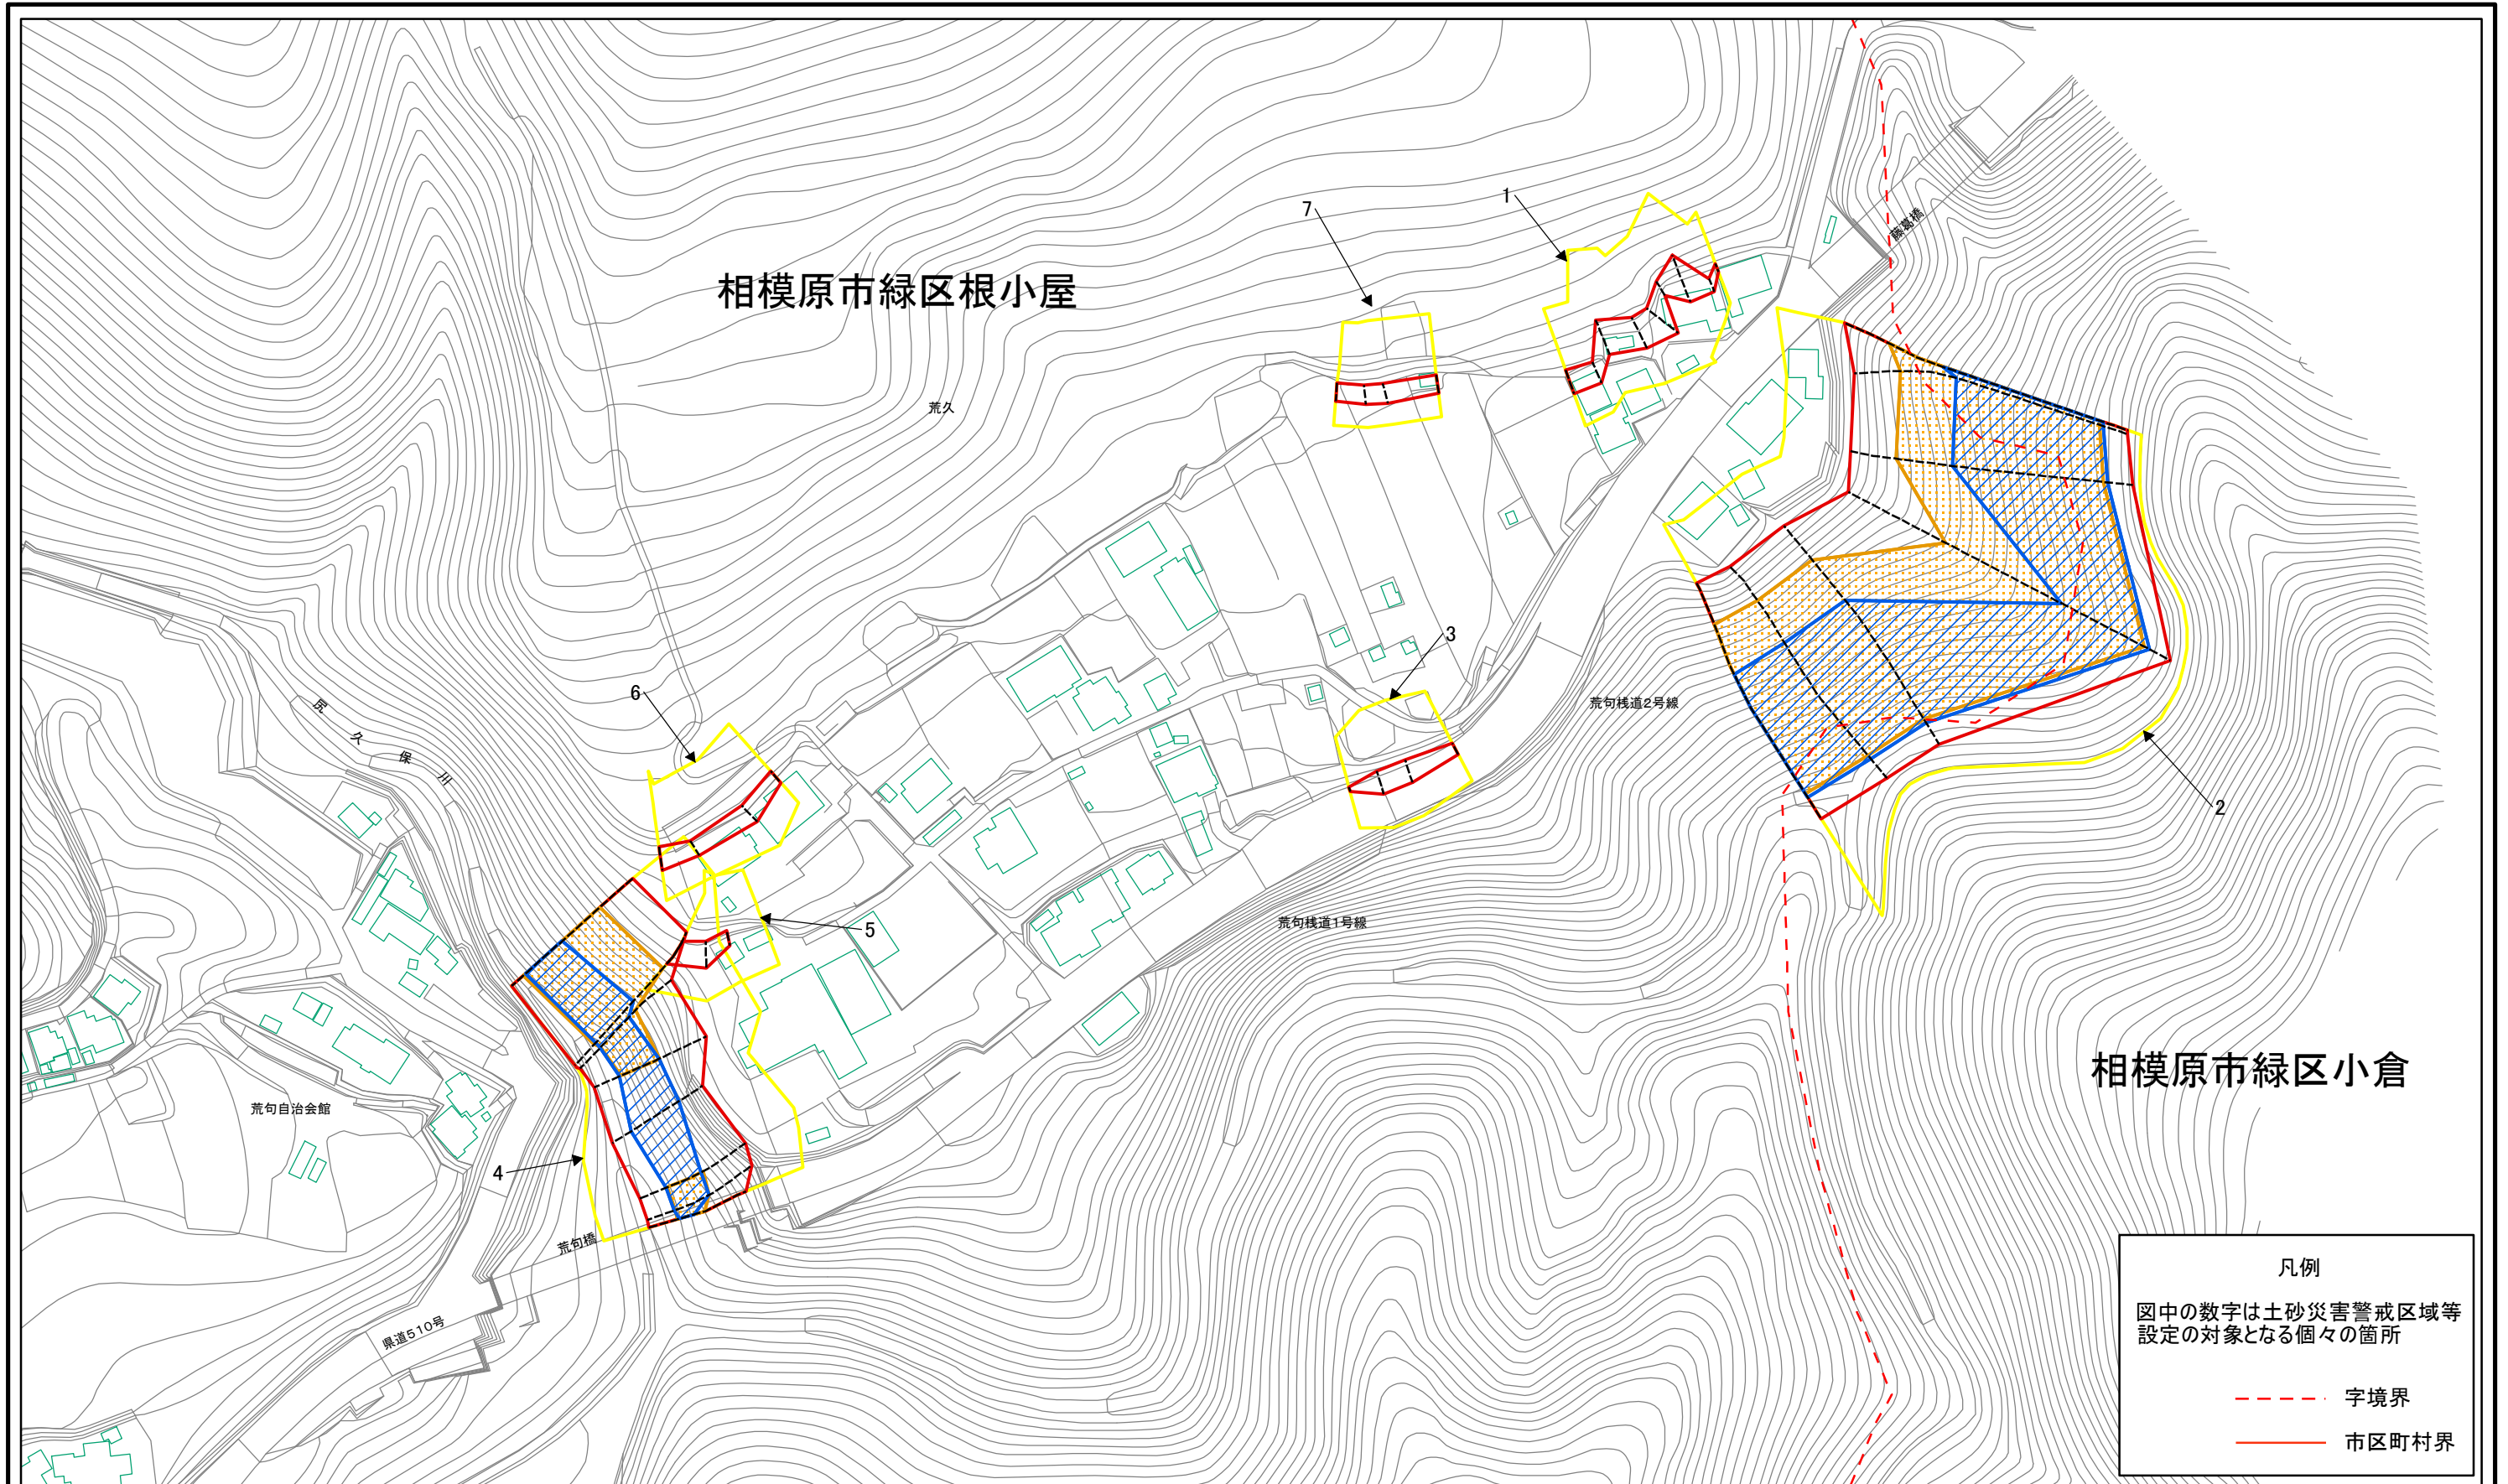 1
7
藤葛橋
相模原市緑区根小屋
荒久
3
6
尻久保川
荒句桟道2号線
2
荒句桟道1号線
5
相模原市緑区小倉
荒句自治会館
4
荒句橋
県道510号
凡例
図中の数字は土砂災害警戒区域等
設定の対象となる個々の箇所
字境界
市区町村界